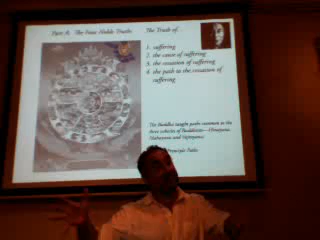 Part A: The Four Noble Truths
The Truth of:
1. suffering
2. the cause of suffering
3. the cessation of suffering
4. the path to the cessation of
suffering
The Buddha taught paths common to the
three vehicles of Buddhism—Hinayana,
Mahayana and Vajrayana.
Paths